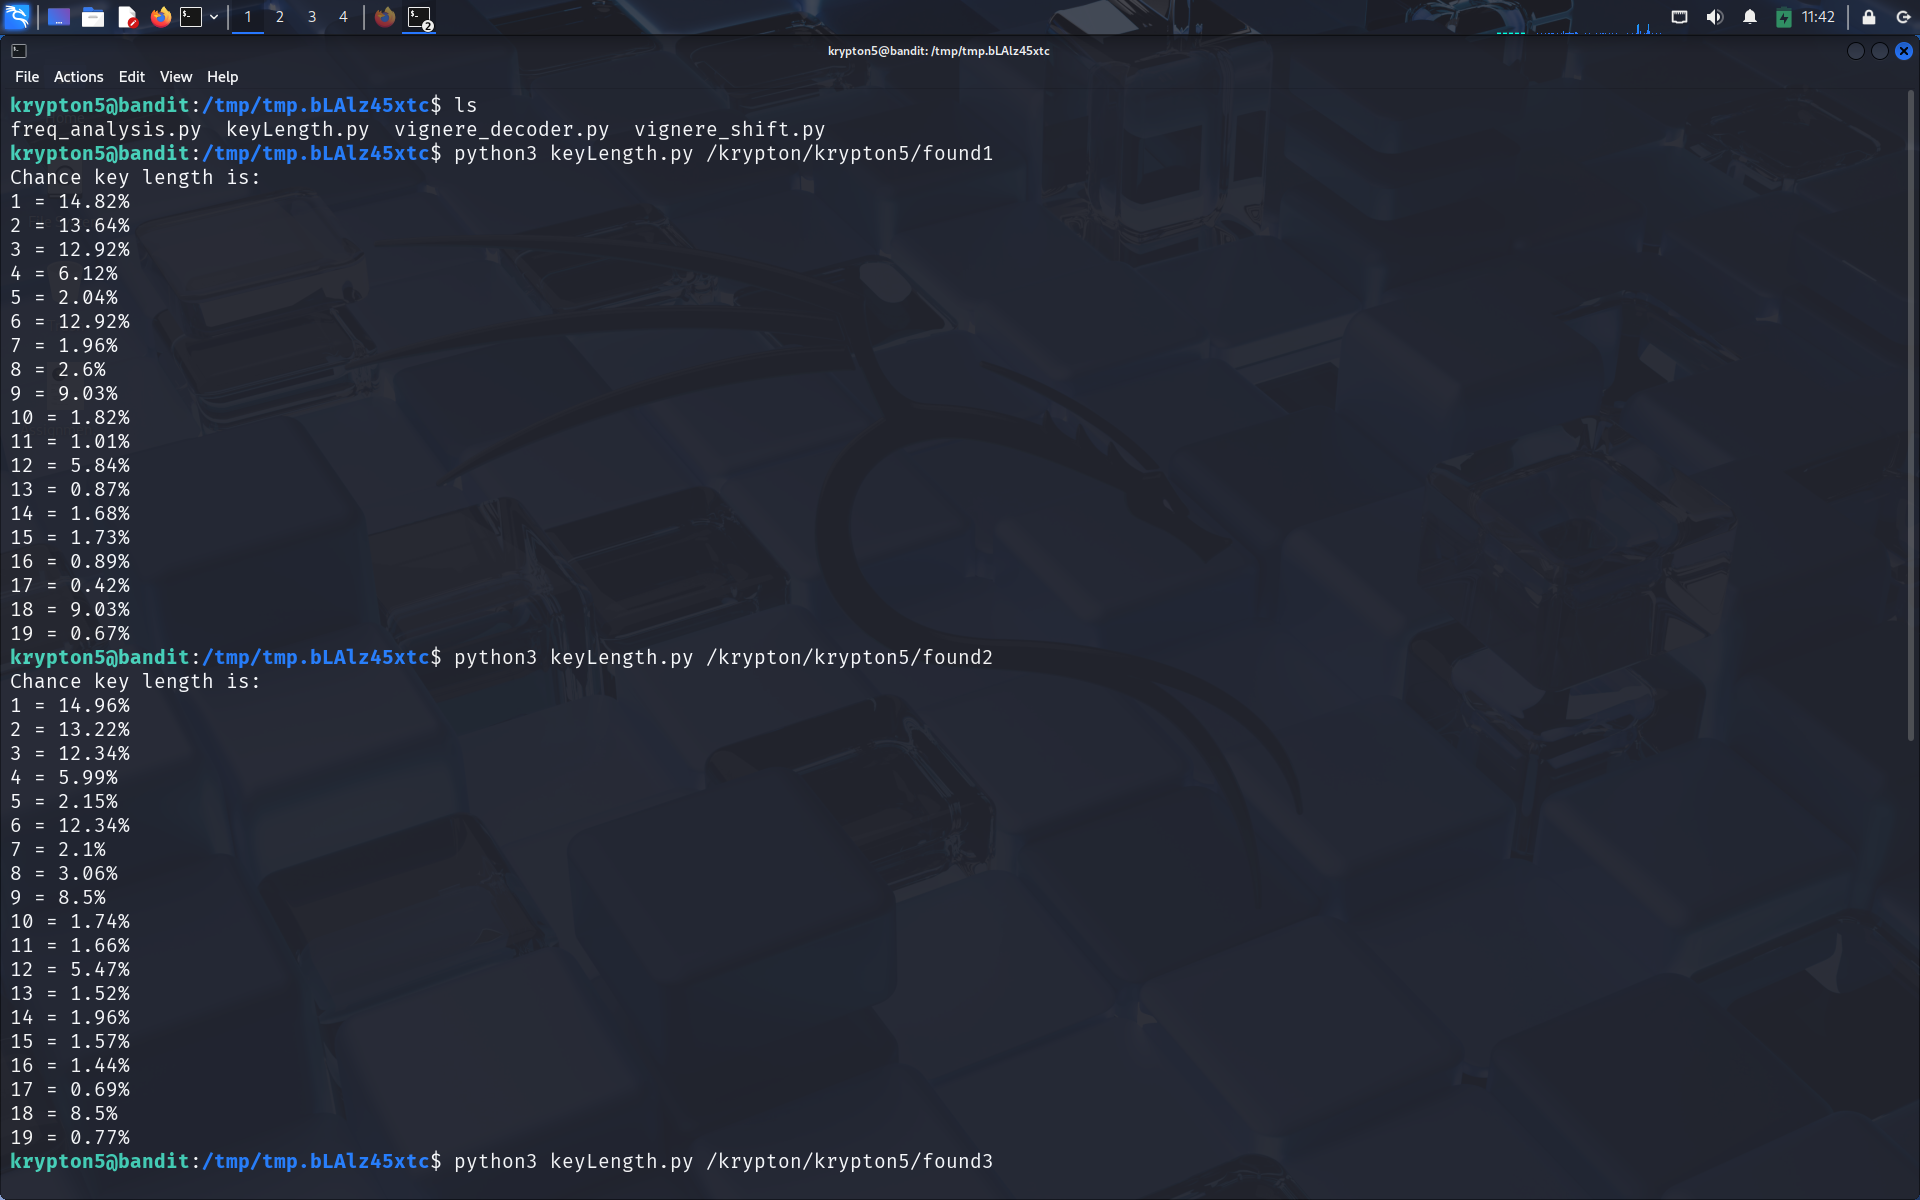 1 2 3 4 2 11:42
krypton5@bandit: /tmp/tmp.bLAlz45xtc
File Actions Edit View Help
krypton5@bandit:/tmp/tmp.bLAlz45xtc$ ls
freq_analysis.py keyLength.py vignere_decoder.py vignere_shift.py
krypton5@bandit:/tmp/tmp.bLAlz45xtc$ python3 keyLength.py /krypton/krypton5/found1
Chance key length is:
1 = 14.82%
2 = 13.64%
3 = 12.92%
4 = 6.12%
5 = 2.04%
6 = 12.92%
7 = 1.96%
8 = 2.6%
9 = 9.03%
10 = 1.82%
11 = 1.01%
12 = 5.84%
13 = 0.87%
14 = 1.68%
15 = 1.73%
16 = 0.89%
17 = 0.42%
18 = 9.03%
19 = 0.67%
krypton5@bandit:/tmp/tmp.bLAlz45xtc$ python3 keyLength.py /krypton/krypton5/found2
Chance key length is:
1 = 14.96%
2 = 13.22%
3 = 12.34%
4 = 5.99%
5 = 2.15%
6 = 12.34%
7 = 2.1%
8 = 3.06%
9 = 8.5%
10 = 1.74%
11 = 1.66%
12 = 5.47%
13 = 1.52%
14 = 1.96%
15 = 1.57%
16 = 1.44%
17 = 0.69%
18 = 8.5%
19 = 0.77%
krypton5@bandit:/tmp/tmp.bLAlz45xtc$ python3 keyLength.py /krypton/krypton5/found3